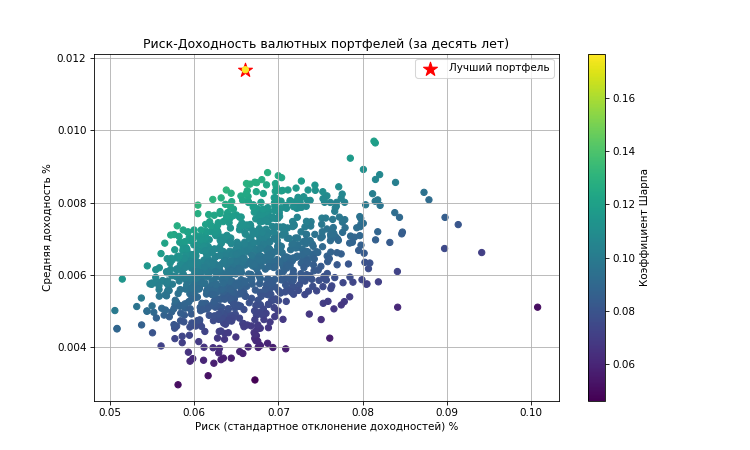 Риск-Доходность валютных портфелей (за десять лет)
Лучший портфель
0.012
0.010
0.008
0.006
0.004
Средняя доходность %
0.05 0.06 0.07 0.08 0.09 0.10
Риск (стандартное отклонение доходностей) %
0.16
0.14
0.12
0.10
0.08
0.06
Коэффициент Шарпа